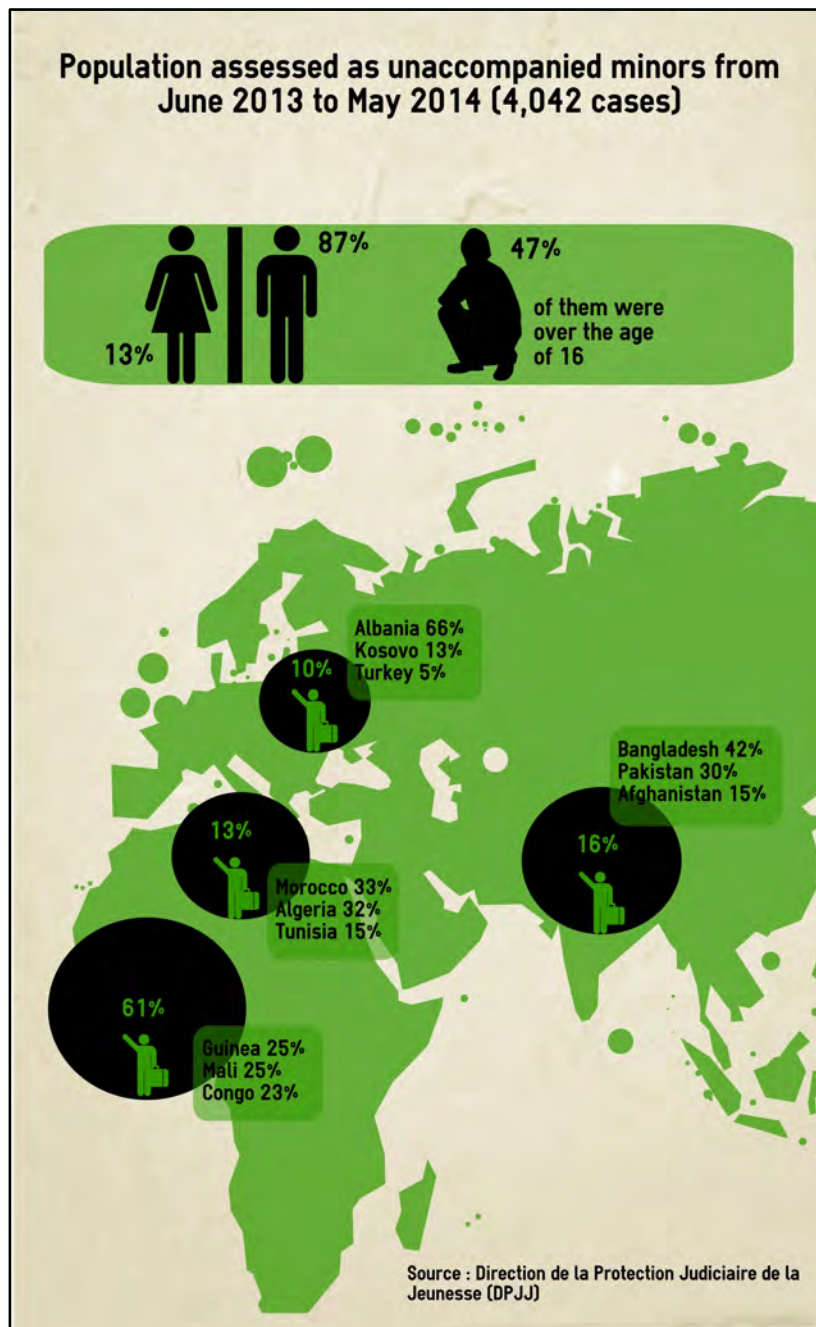 Population assessed as unaccompanied minors from
June 2013 to May 2014 (4,042 cases)
87%
13%
47%
of them were
over the age
of 16
10%
Albania 66%
Kosovo 13%
Turkey 5%
Bangladesh 42%
Pakistan 30%
Afghanistan 15%
16%
13%
Morocco 33%
Algeria 32%
Tunisia 15%
61%
Guinea 25%
Mali 25%
Congo 23%
Source : Direction de la Protection Judiciaire de la
Jeunesse (DPJJ)